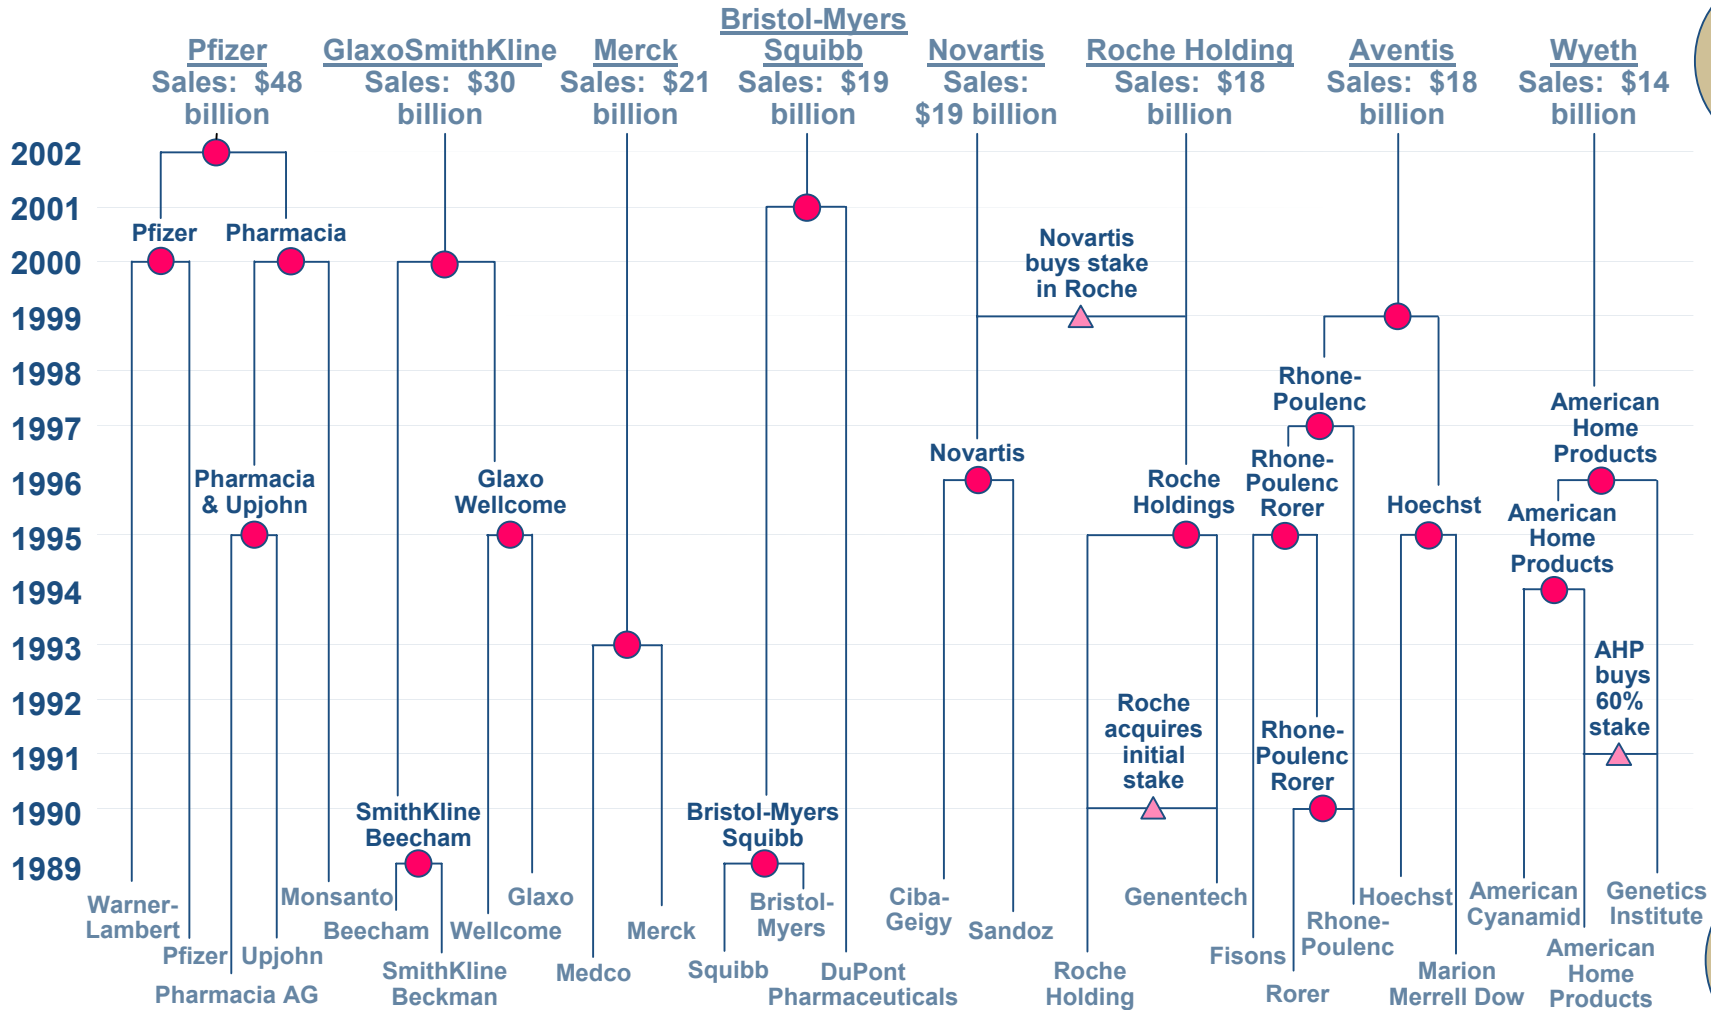 Bristol-Myers
Pfizer GlaxoSmithKline Merck Squibb Novartis Roche Holding Aventis Wyeth
Sales: $48 Sales: $30 Sales: $21 Sales: $19 Sales: Sales: $18 Sales: $18 Sales: $14
billion billion billion billion $19 billion billion billion billion
2002
2001
Pfizer Pharmacia
Novartis
buys stake
in Roche
2000
1999
1998
Rhone-
Poulenc
American
Home
Products
1997
Novartis
Rhone-
Poulenc
Rorer
Pharmacia
& Upjohn
Glaxo
Wellcome
Roche
Holdings
Hoechst
1996
American
Home
Products
1995
1994
1993
AHP
buys
60%
stake
1992
Roche
acquires
initial
stake
Rhone-
Poulenc
Rorer
1991
1990
SmithKline
Beecham
Bristol-Myers
Squibb
1989
Warner-
Lambert
Pfizer
Pharmacia AG
Upjohn
Monsanto
Beecham
SmithKline
Beckman
Wellcome
Glaxo
Medco
Merck
Squibb
Bristol-
Myers
DuPont
Pharmaceuticals
Ciba-
Geigy
Sandoz
Roche
Holding
Genentech
Fisons
Rorer
Rhone-
Poulenc
Hoechst
Marion
Merrell Dow
American
Cyanamid
American
Home
Products
Genetics
Institute